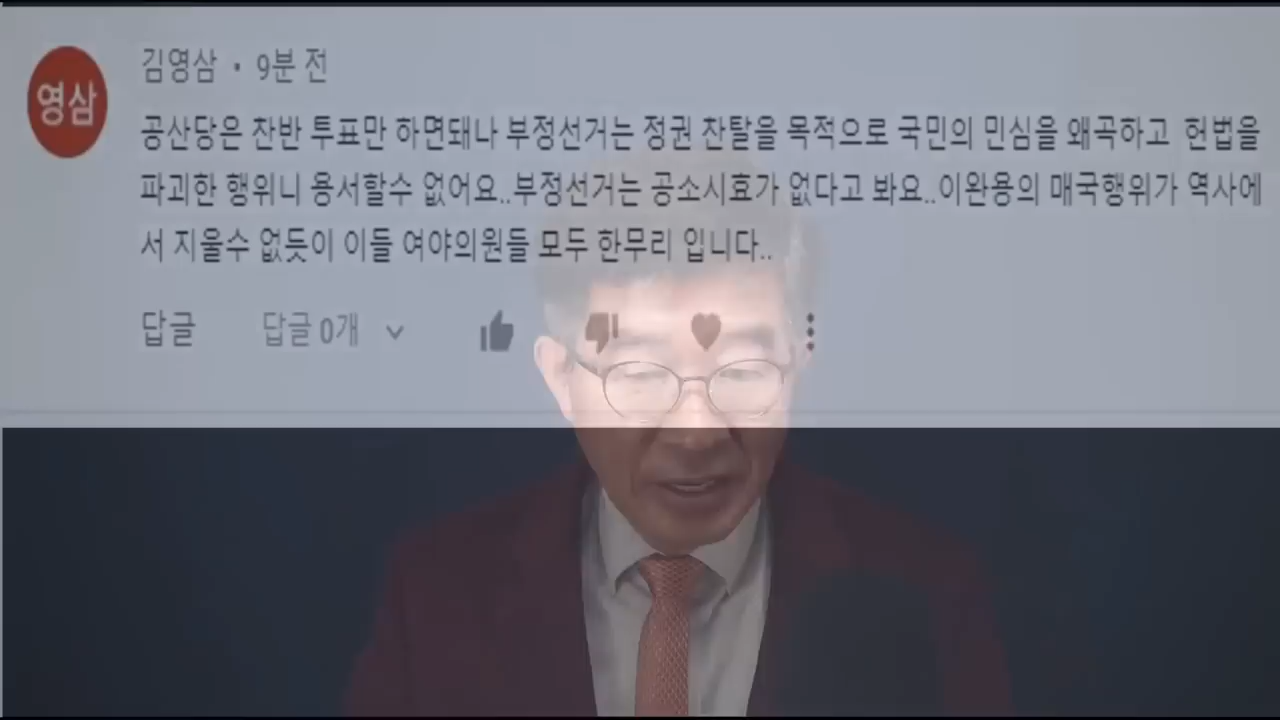 영삼
김영삼 • 9분 전
공산당은 찬반 투표만 하면돼나 부정선거는 정권 찬탈을 목적으로 국민의 민심을 왜곡하고 헌법을
파괴한 행위니 용서할수 없어요..부정선거는 공소시효가 없다고 봐요..이완용의 매국행위가 역사에
서 지울수 없듯이 이들 여야의원들 모두 한무리 입니다..
답글 답글 0개